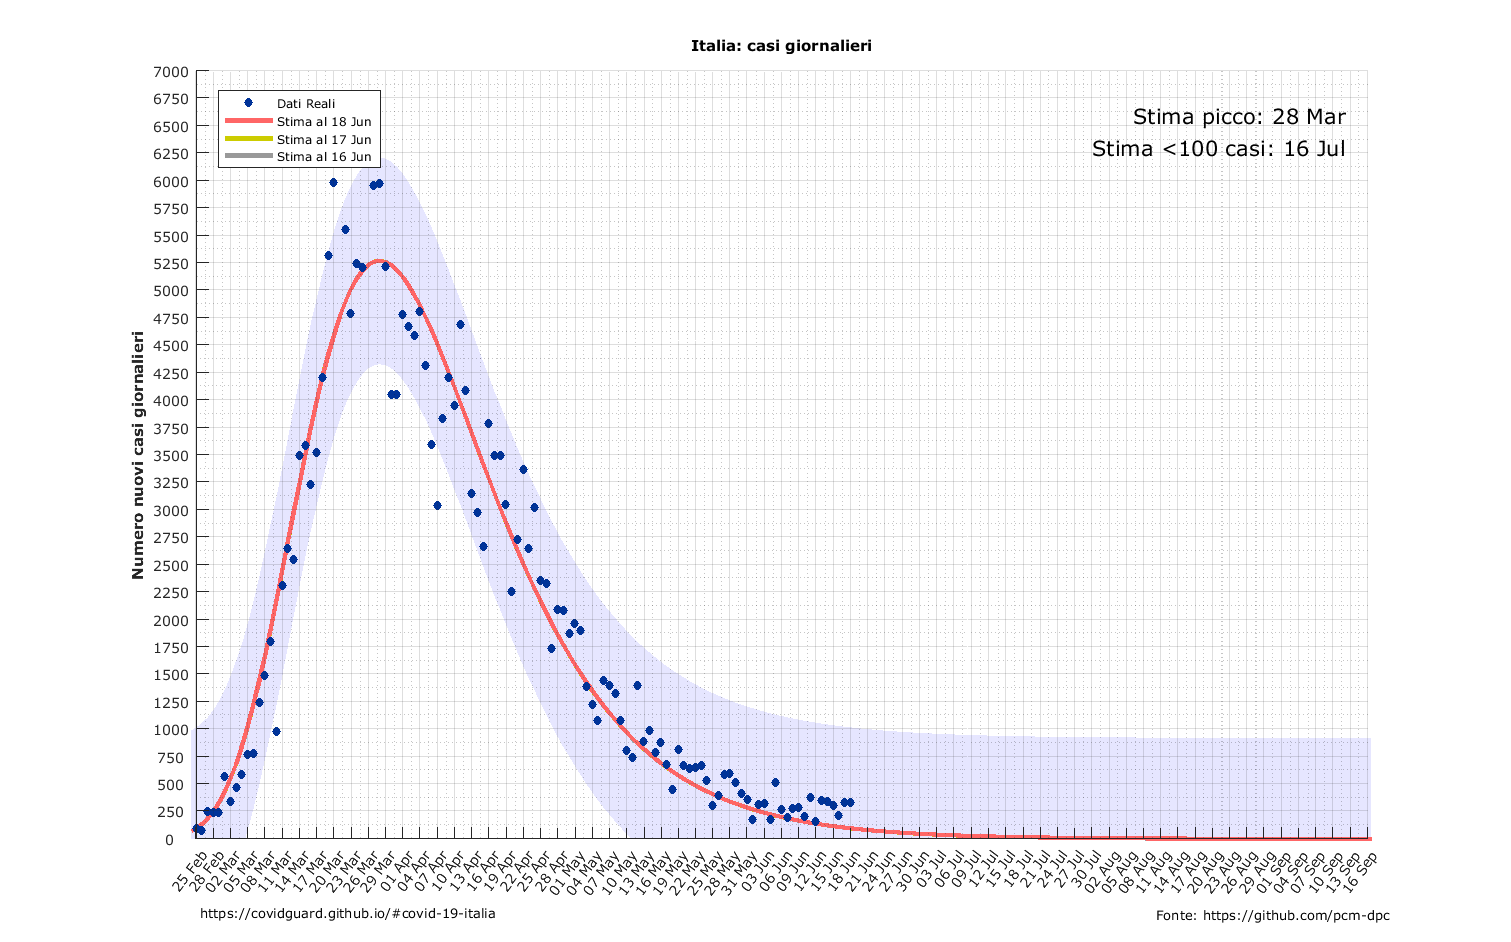 Italia: casi giornalieri
Dati Reali
Stima al 18 Jun
Stima al 17 Jun
Stima al 16 Jun
Stima picco: 28 Mar
Stima <100 casi: 16 Jul
Numero nuovi casi giornalieri
7000
6750
6500
6250
6000
5750
5500
5250
5000
4750
4500
4250
4000
3750
3500
3250
3000
2750
2500
2250
2000
1750
1500
1250
1000
750
500
250
0
25 Feb
28 Feb
02 Mar
05 Mar
08 Mar
11 Mar
14 Mar
17 Mar
20 Mar
23 Mar
26 Mar
29 Mar
01 Apr
04 Apr
07 Apr
10 Apr
13 Apr
16 Apr
19 Apr
22 Apr
25 Apr
28 Apr
01 May
04 May
07 May
10 May
13 May
16 May
19 May
22 May
25 May
28 May
31 May
03 Jun
06 Jun
09 Jun
12 Jun
15 Jun
18 Jun
21 Jun
24 Jun
27 Jun
30 Jun
03 Jul
06 Jul
09 Jul
12 Jul
15 Jul
18 Jul
21 Jul
24 Jul
27 Jul
30 Jul
02 Aug
05 Aug
08 Aug
11 Aug
14 Aug
17 Aug
20 Aug
23 Aug
26 Aug
29 Aug
01 Sep
04 Sep
07 Sep
10 Sep
13 Sep
16 Sep
https://covidguard.github.io/#covid-19-italia
Fonte: https://github.com/pcm-dpc